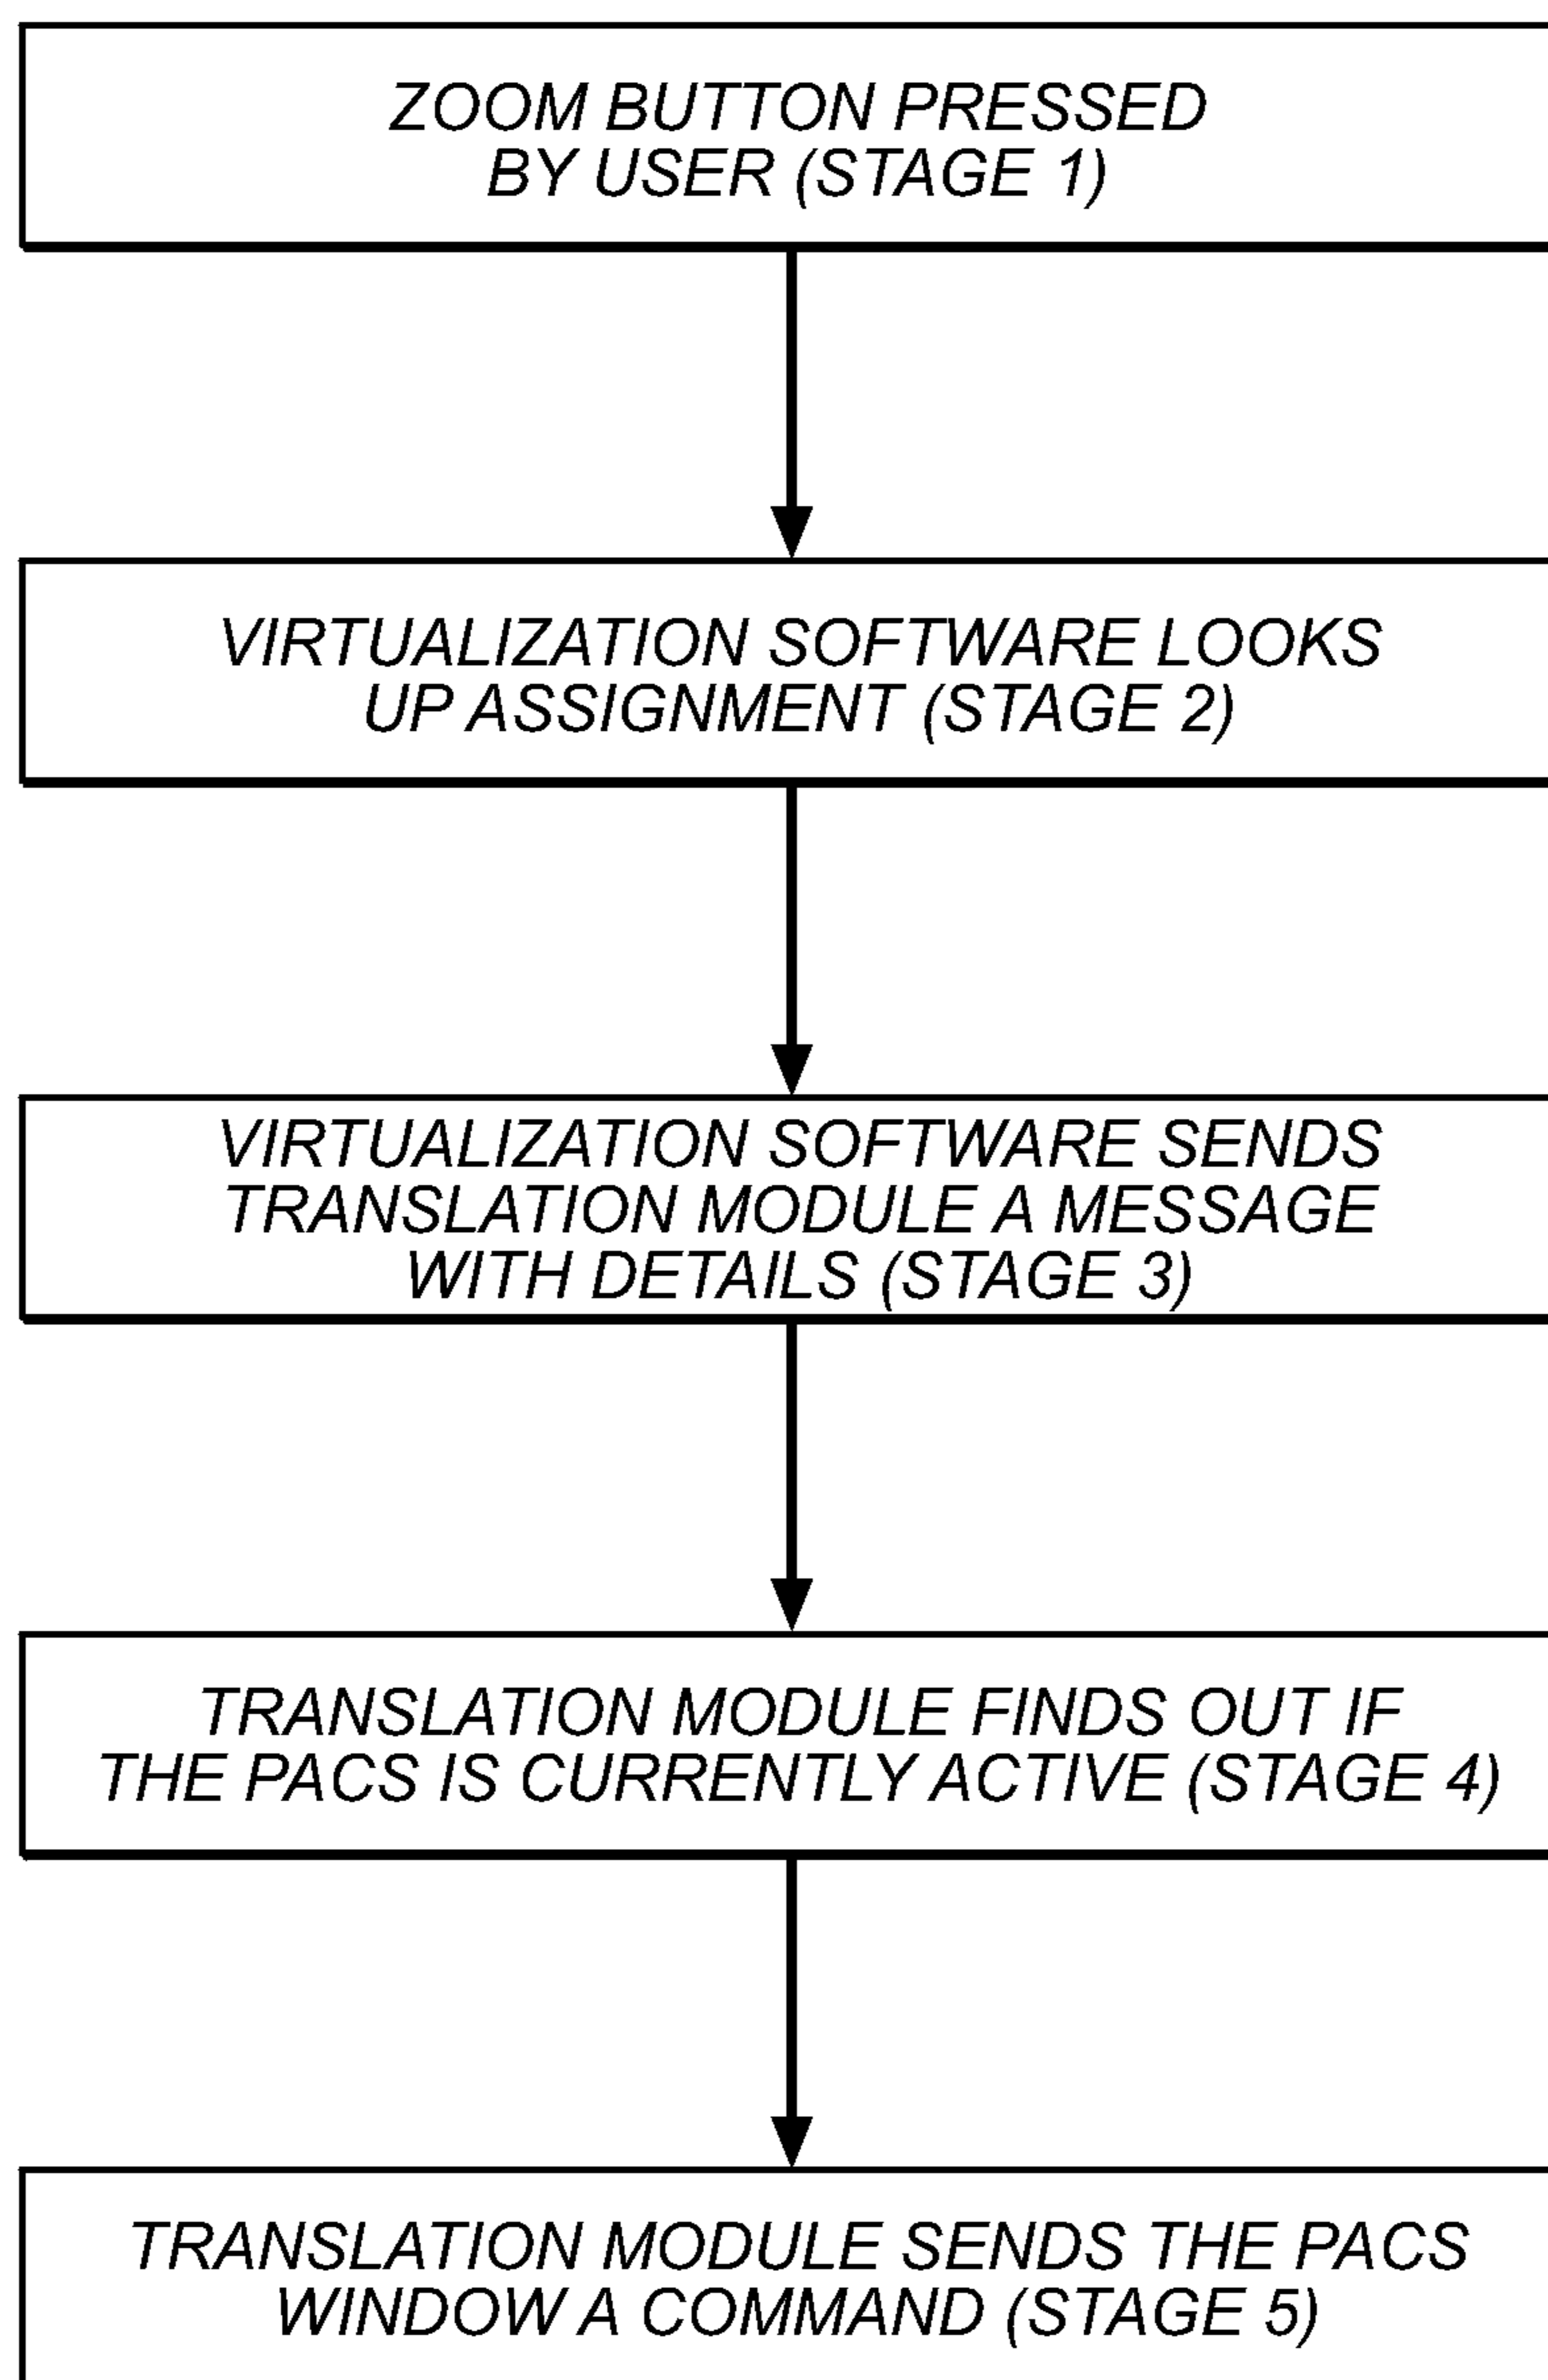 ZOOM BUTTON PRESSED
BY USER (STAGE 1)
VIRTUALIZATION SOFTWARE LOOKS
UP ASSIGNMENT (STAGE 2)
VIRTUALIZATION SOFTWARE SENDS
TRANSLATION MODULE A MESSAGE
WITH DETAILS (STAGE 3)
TRANSLATION MODULE FINDS OUT IF
THE PACS IS CURRENTLY ACTIVE (STAGE 4)
TRANSLATION MODULE SENDS THE PACS
WINDOW A COMMAND (STAGE 5)